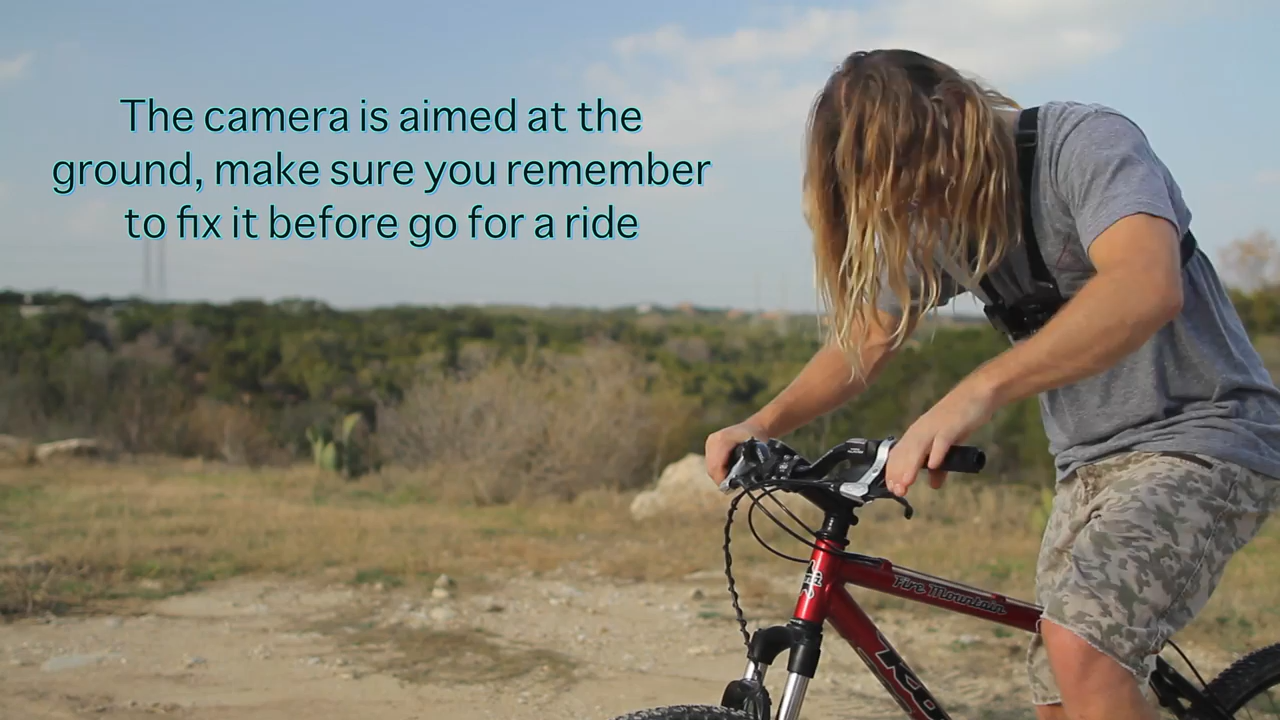 The camera is aimed at the
ground, make sure you remember
to fix it before go for a ride
Fire Mountain